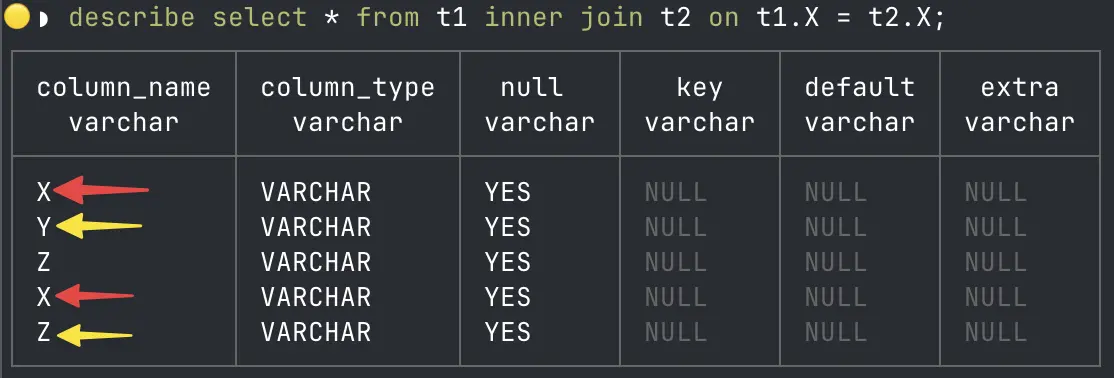 describe select * from t1 inner join t2 on t1.X = t2.X;
column_name column_type null key default extra
varchar varchar varchar varchar varchar varchar
X VARCHAR YES NULL NULL NULL
Y VARCHAR YES NULL NULL NULL
Z VARCHAR YES NULL NULL NULL
X VARCHAR YES NULL NULL NULL
Z VARCHAR YES NULL NULL NULL